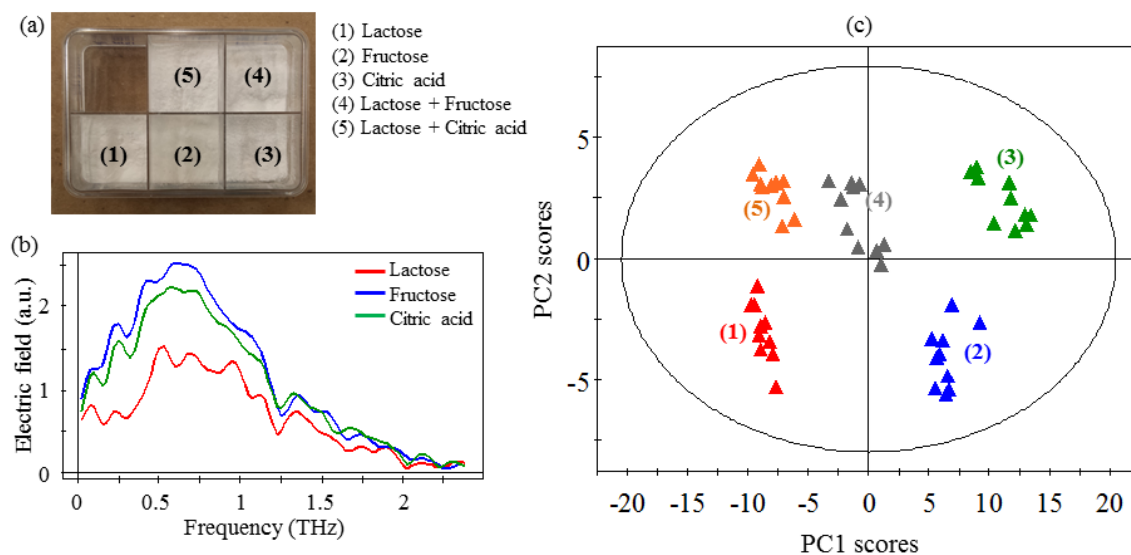 (a)
(5) (4)
(1) (2) (3)
(1) Lactose
(2) Fructose
(3) Citric acid
(4) Lactose + Fructose
(5) Lactose + Citric acid
(b)
Lactose
Fructose
Citric acid
Electric field (a.u.)
2
1
0
0 0.5 1 1.5 2
Frequency (THz)
(c)
(3)
(5)
(4)
(1)
(2)
PC2 scores
5
0
-5
-20 -15 -10 -5 0 5 10 15 20
PC1 scores